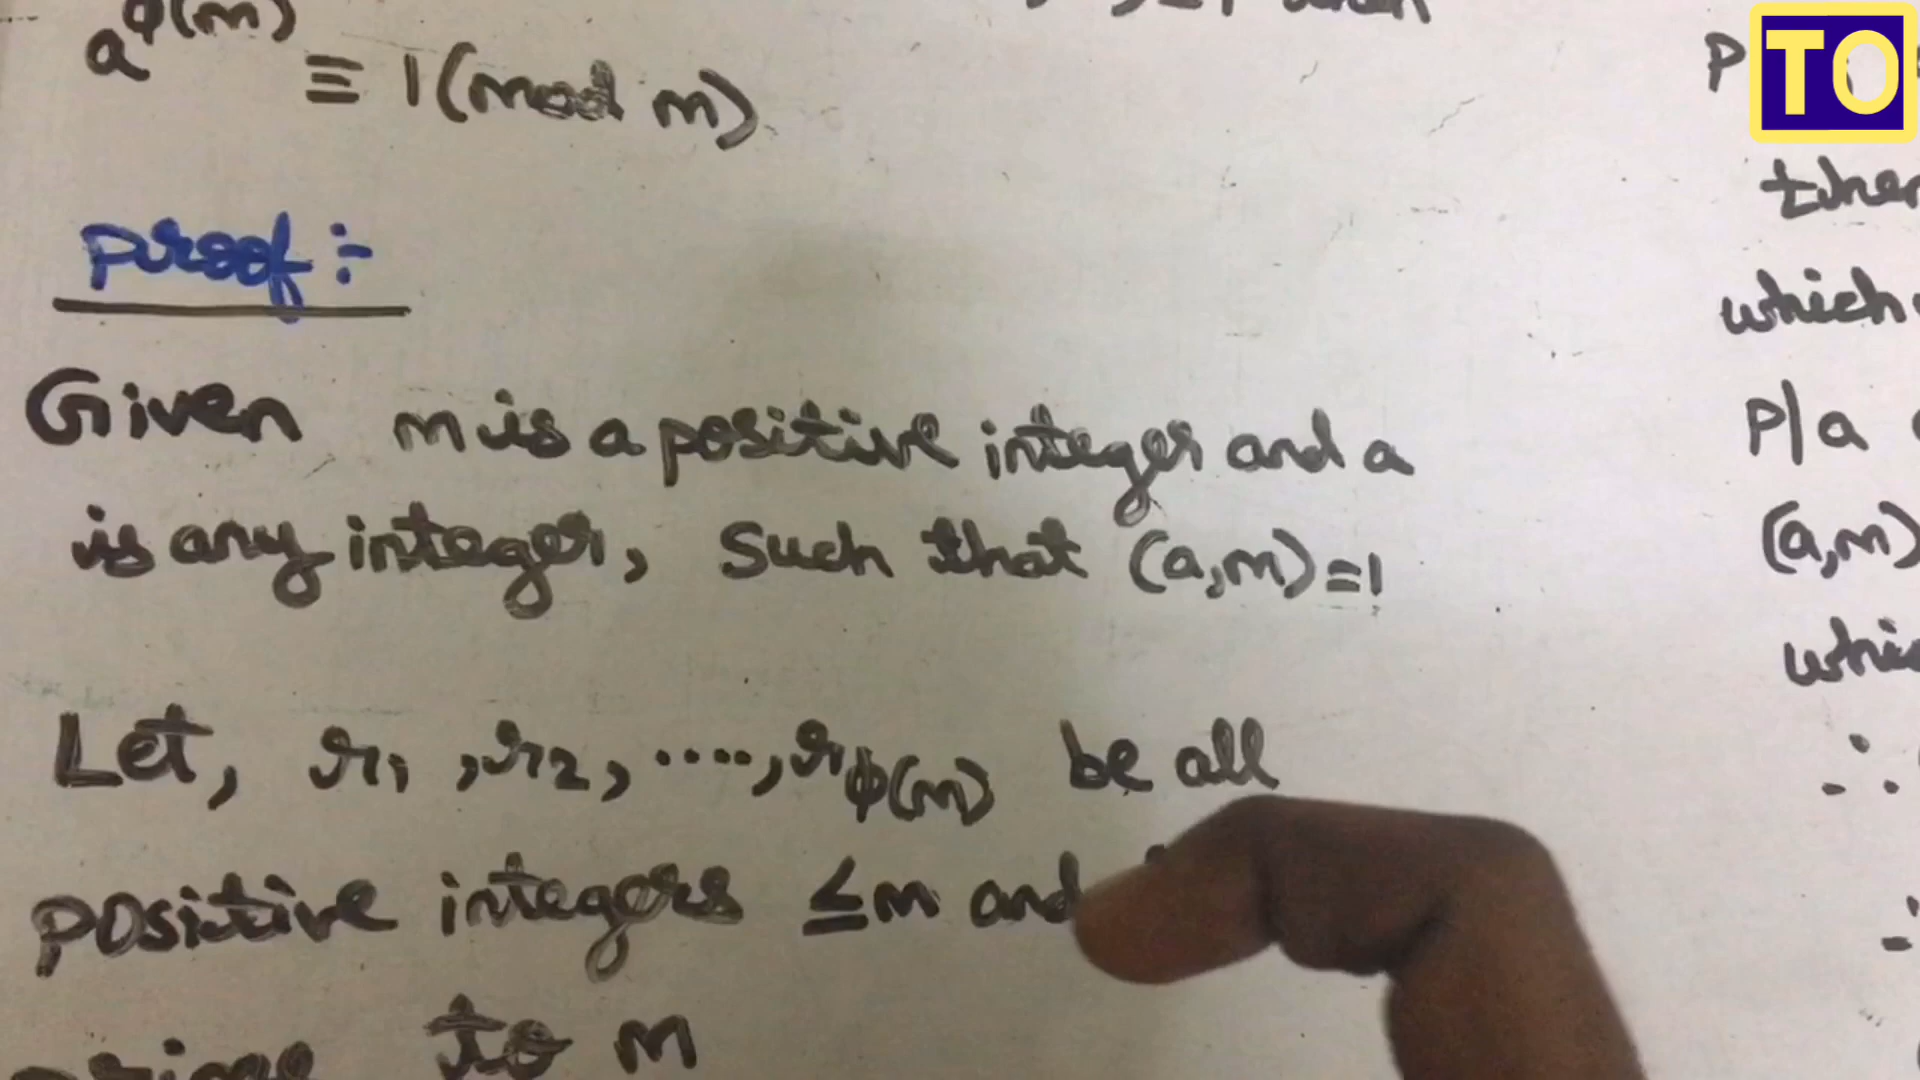 a^φ(m) ≡ 1 (mod m)
Proof :-
Given m is a positive integer and a
is any integer, Such that (a,m)=1
Let, r₁, r₂, ...., r_φ(m) be all
positive integers ≤m and
to m
P
TO
then
which
P/a
(a,m)
∴
∴